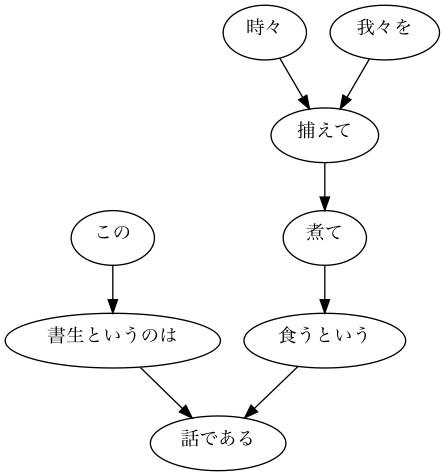 時々
我々を
捕えて
この
煮て
書生というのは
食うという
話である